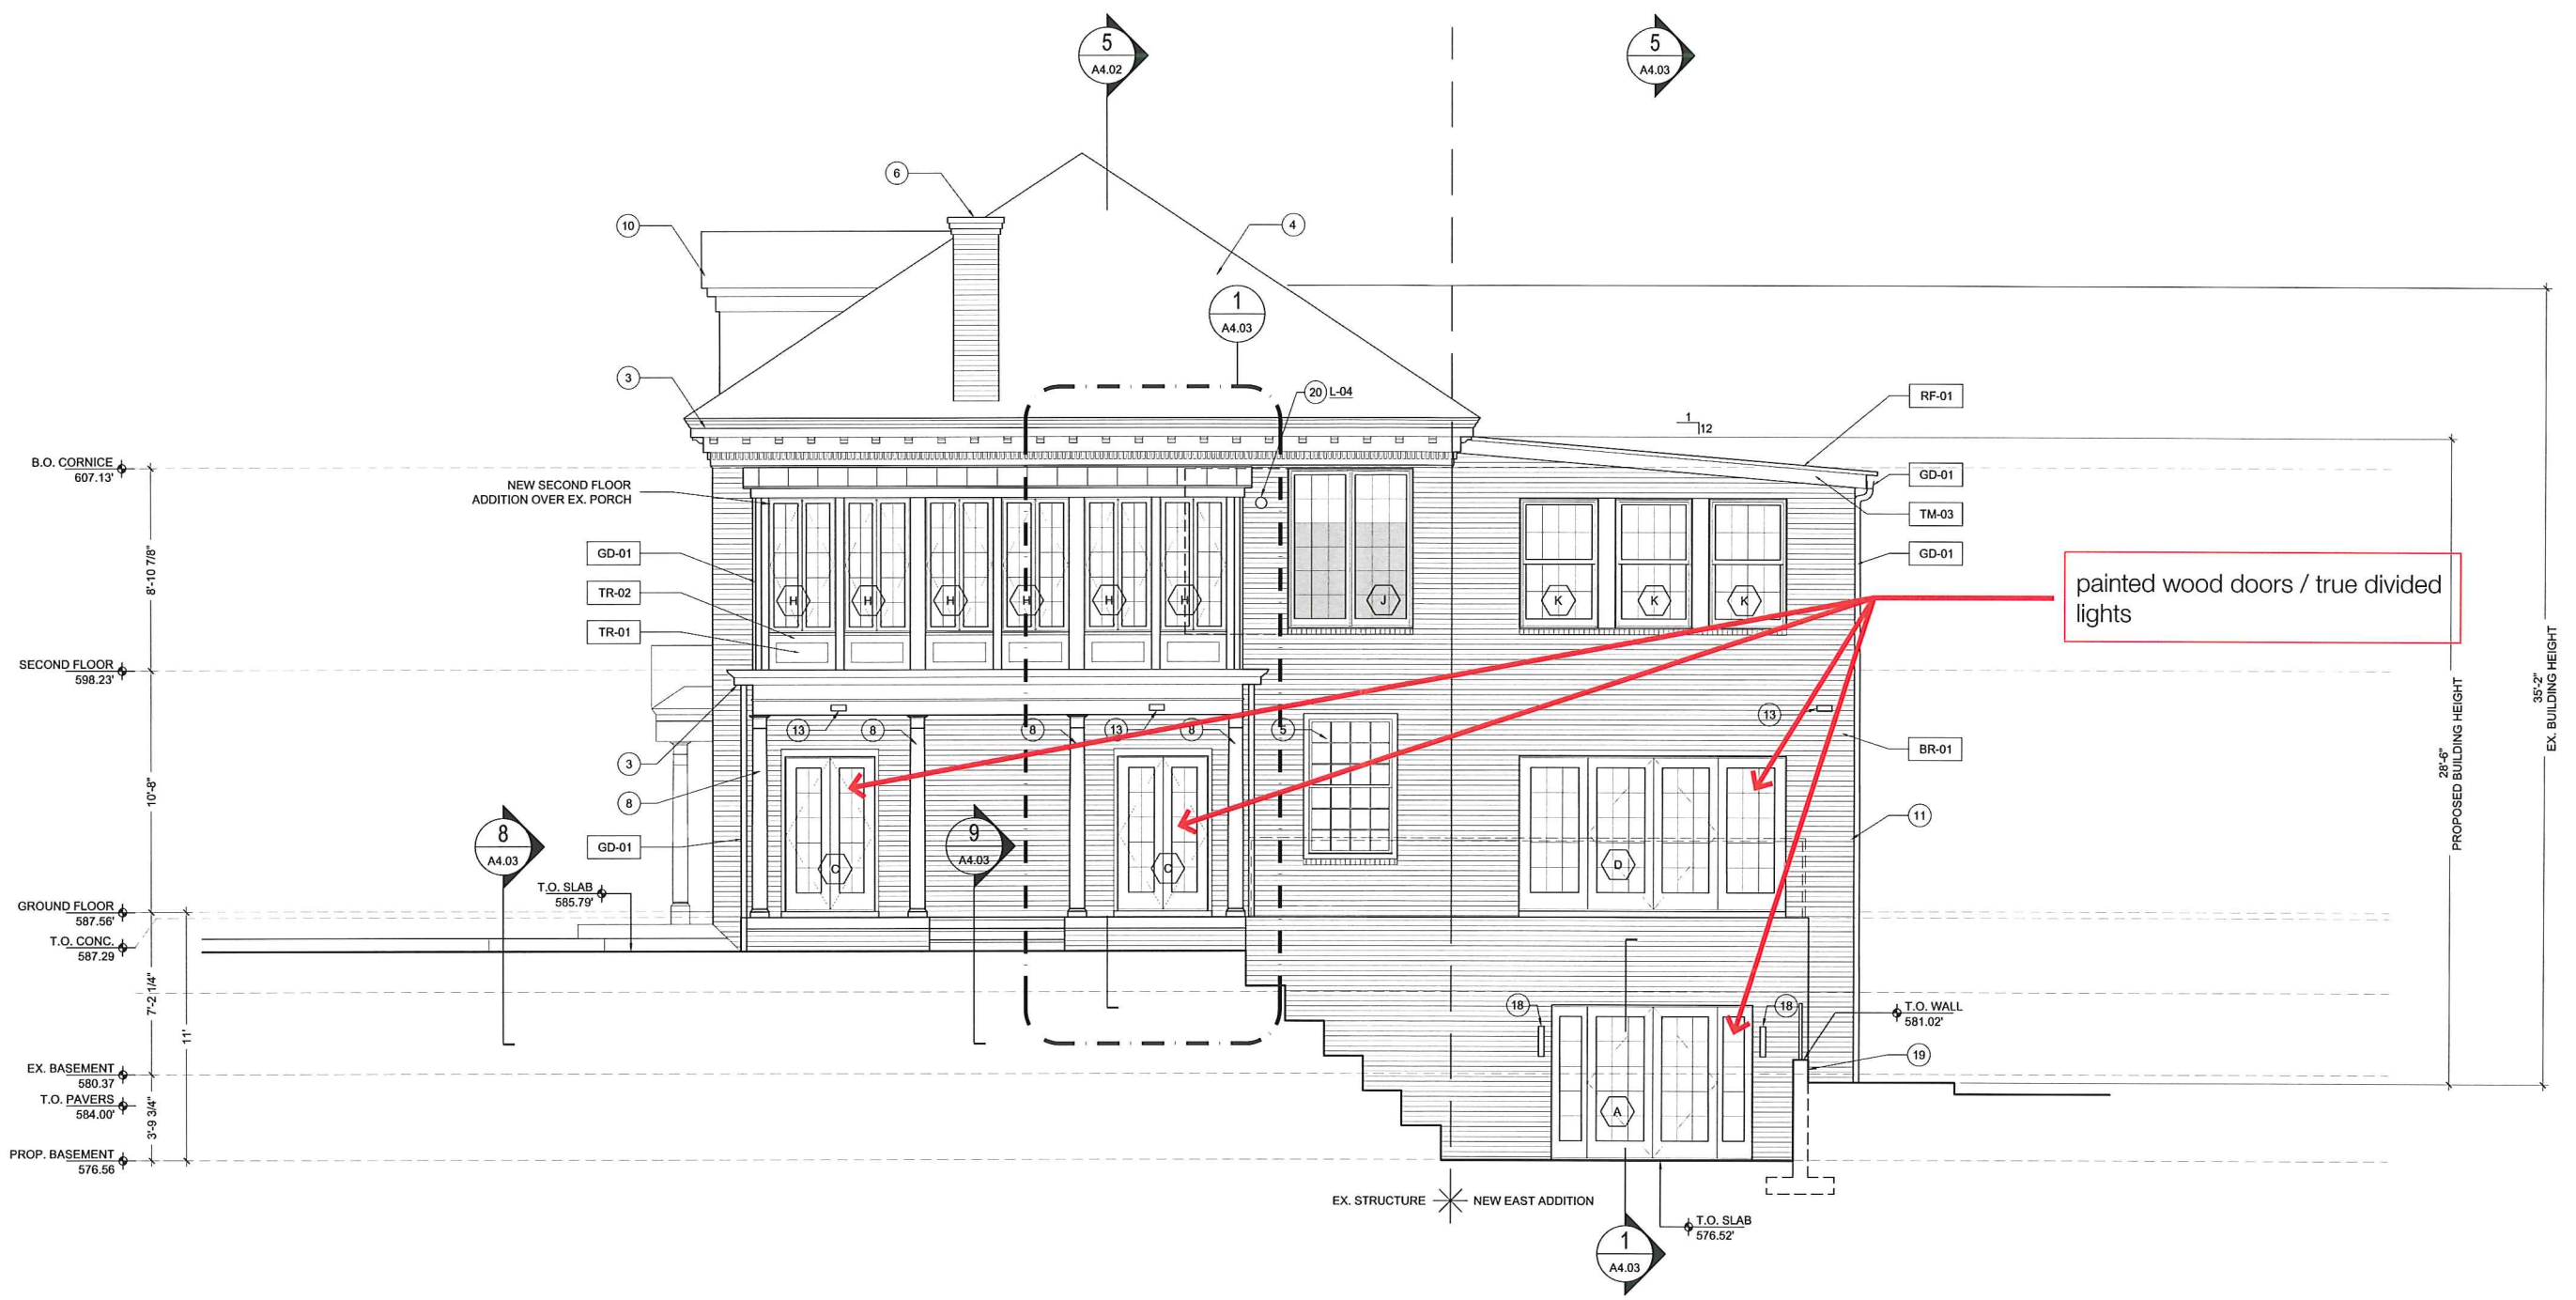 5
A4.02
5
A4.03
6
10
4
1
A4.03
3
20 L-04
RF-01
1
12
B.O. CORNICE
607.13'
GD-01
NEW SECOND FLOOR
ADDITION OVER EX. PORCH
TM-03
GD-01
GD-01
8'-10 7/8"
TR-02
H H H H H H J K K K
painted wood doors / true divided
lights
TR-01
SECOND FLOOR
598.23'
35'-2"
EX. BUILDING HEIGHT
28'-6"
PROPOSED BUILDING HEIGHT
13 8 8 13 8 5 13
BR-01
3
10'-8"
8
11
8
A4.03
GD-01
9
A4.03
C C D
T.O. SLAB
585.79'
GROUND FLOOR
587.56'
T.O. CONC.
587.29
7'-2 1/4"
11'
18 18
T.O. WALL
581.02'
19
EX. BASEMENT
580.37
T.O. PAVERS
584.00'
A
3'-9 3/4"
PROP. BASEMENT
576.56
EX. STRUCTURE NEW EAST ADDITION
T.O. SLAB
576.52'
1
A4.03